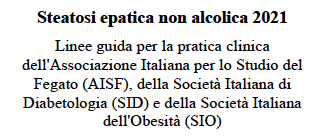 Steatosi epatica non alcolica 2021
Linee guida per la pratica clinica
dell'Associazione Italiana per lo Studio del
Fegato (AISF), della Società Italiana di
Diabetologia (SID) e della Società Italiana
dell'Obesità (SIO)